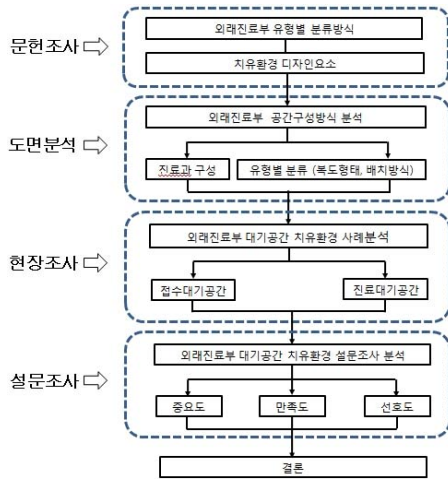 문헌조사
외래진료부 유형별 분류방식
치유환경 디자인요소
도면분석
외래진료부 공간구성방식 분석
진료과 구성
유형별 분류 (복도형태, 배치방식)
현장조사
외래진료부 대기공간 치유환경 사례분석
접수대기공간
진료대기공간
설문조사
외래진료부 대기공간 치유환경 설문조사 분석
중요도
만족도
선호도
결론